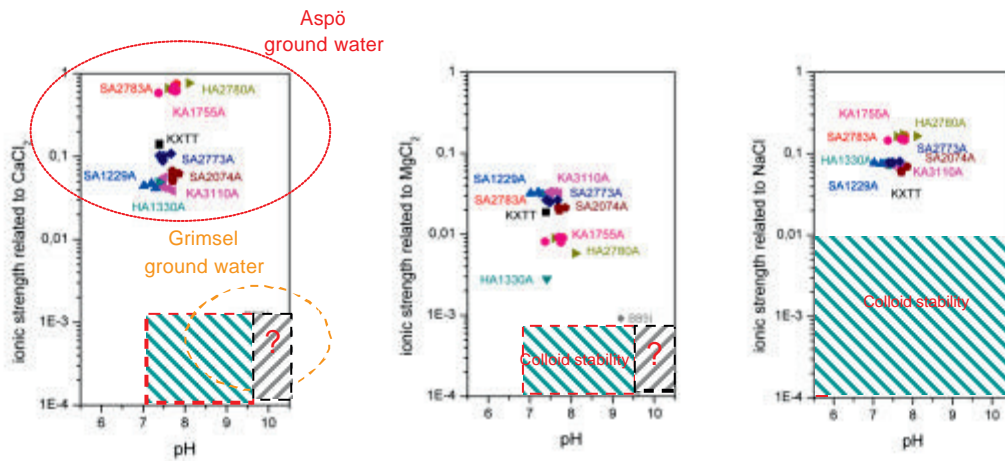 Aspö
ground water
ionic strength related to CaCl2
1
0,1
0,01
1E-3
1E-4
SA2783A
HA2780A
KA1755A
KXTT
SA2773A
SA1229A
SA2074A
KA3110A
HA1330A
Grimsel
ground water
?
6 7 8 9 10
pH
ionic strength related to MgCl2
1
0,1
0,01
1E-3
1E-4
KA3110A
SA1229A
SA2773A
SA2783A
SA2074A
KXTT
KA1755A
HA2780A
HA1330A
Colloid stability
?
6 7 8 9 10
pH
ionic strength related to NaCl
1
0,1
0,01
1E-3
1E-4
KA1755A
HA2780A
SA2783A
SA2773A
HA1330A
SA2074A
KA3110A
SA1229A
KXTT
Colloid stability
6 7 8 9 10
pH